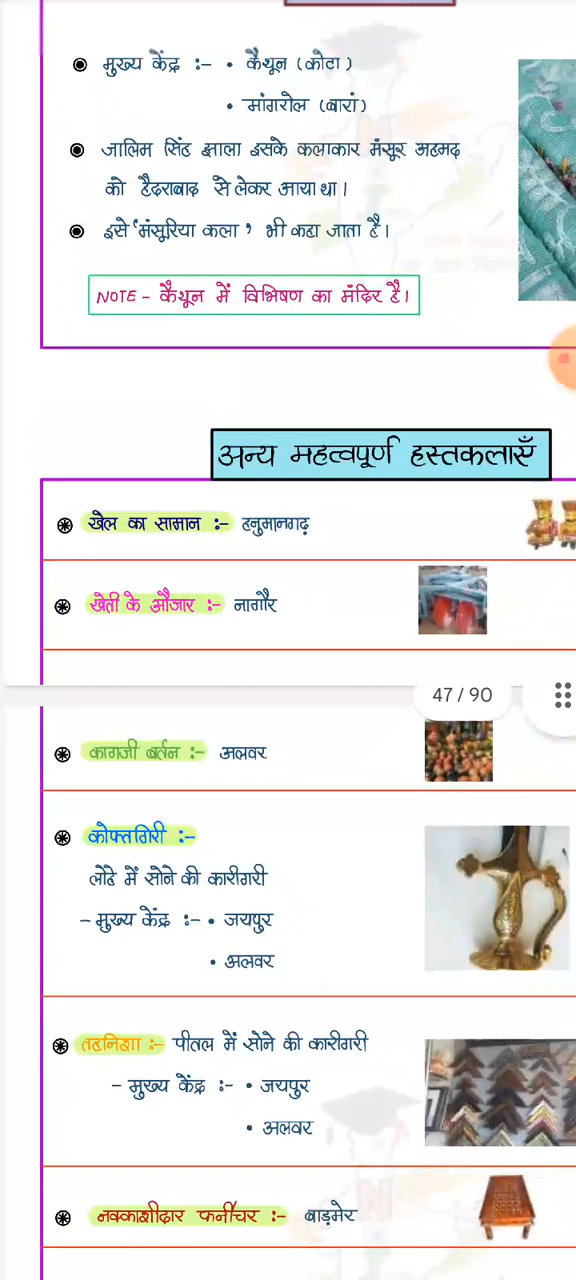 मुख्य केंद्र :- • कैथून (कोटा)
• मांगरोल (बारां)
जालिम सिंह झाला इसके कलाकार मंसूर अहमद
को हैदराबाद से लेकर आया था।
इसे 'मंसूरिया कला' भी कहा जाता है।
NOTE - कैथून में विभिषण का मंदिर है।
अन्य महत्वपूर्ण हस्तकलाएँ
खेल का सामान :- हनुमानगढ़
खेती के औजार :- नागौर
47 / 90
कागजी बर्तन :- अलवर
कोफ्तगिरी :-
लोहे में सोने की कारीगरी
- मुख्य केंद्र :- • जयपुर
• अलवर
तहनिशा :- पीतल में सोने की कारीगरी
- मुख्य केंद्र :- • जयपुर
• अलवर
नक्काशीदार फर्नीचर :- बाड़मेर